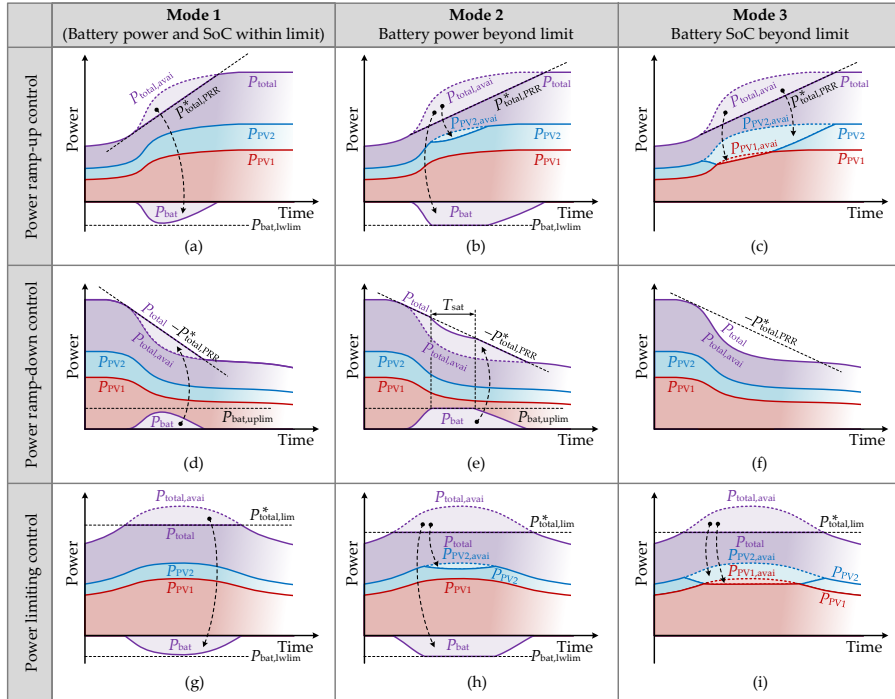 Mode 1
(Battery power and SoC within limit)
Mode 2
Battery power beyond limit
Mode 3
Battery SoC beyond limit
Power ramp-up control
Power
P_total,avai
P*_total,PRR
P_total
P_PV2
P_PV1
P_bat
Time
P_bat,lwlim
(a)
Power
P_total,avai
P*_total,PRR
P_total
P_PV2,avai
P_PV2
P_PV1
P_bat
Time
P_bat,lwlim
(b)
Power
P_total,avai
P*_total,PRR
P_total
P_PV2,avai
P_PV2
P_PV1,avai
P_PV1
Time
(c)
Power ramp-down control
Power
P_total
−P*_total,PRR
P_total,avai
P_PV2
P_PV1
P_bat
P_bat,uplim
Time
(d)
Power
P_total
T_sat
−P*_total,PRR
P_total,avai
P_PV2
P_PV1
P_bat
P_bat,uplim
Time
(e)
Power
P_total
−P*_total,PRR
P_total,avai
P_PV2
P_PV1
Time
(f)
Power limiting control
Power
P_total,avai
P*_total,lim
P_total
P_PV2
P_PV1
P_bat
Time
P_bat,lwlim
(g)
Power
P_total,avai
P*_total,lim
P_total
P_PV2,avai
P_PV2
P_PV1
P_bat
Time
P_bat,lwlim
(h)
Power
P_total,avai
P*_total,lim
P_total
P_PV2,avai
P_PV1,avai
P_PV2
P_PV1
Time
(i)